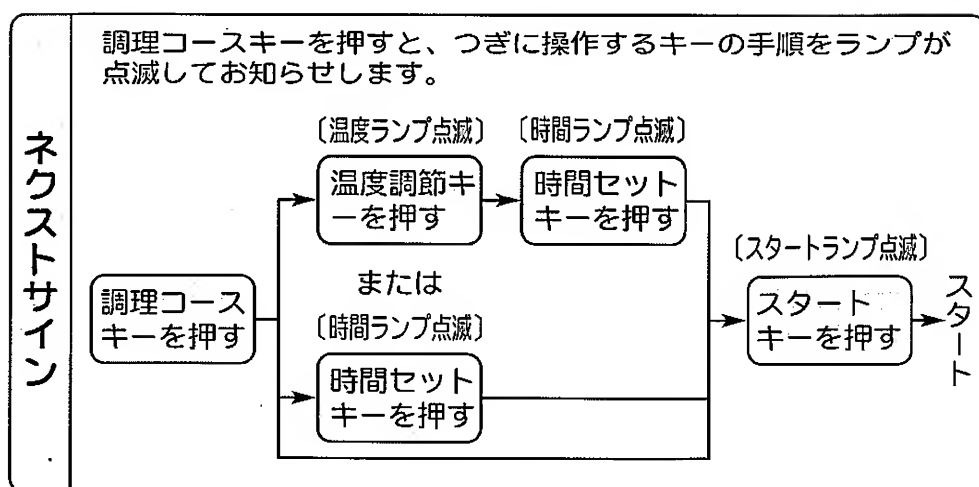 ネクストサイン
調理コースキーを押すと、つぎに操作するキーの手順をランプが
点滅してお知らせします。
〔温度ランプ点滅〕
温度調節キ
ーを押す
〔時間ランプ点滅〕
時間セット
キーを押す
または
調理コース
キーを押す
〔時間ランプ点滅〕
時間セット
キーを押す
〔スタートランプ点滅〕
スタート
キーを押す
スタート